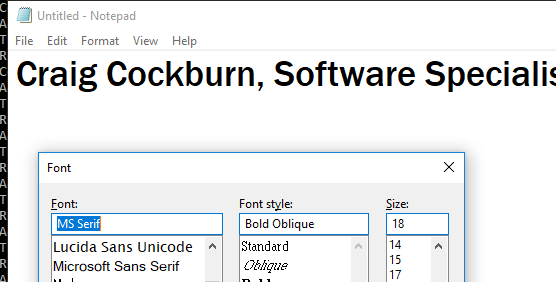 Untitled - Notepad
File Edit Format View Help
Craig Cockburn, Software Specialis
Font
Font: Font style: Size:
MS Serif Bold Oblique 18
Lucida Sans Unicode Standard 14
Microsoft Sans Serif Oblique 15
17
C
A
T
R
C
A
T
R
A
T
R
A
T
R
A
T
R
A